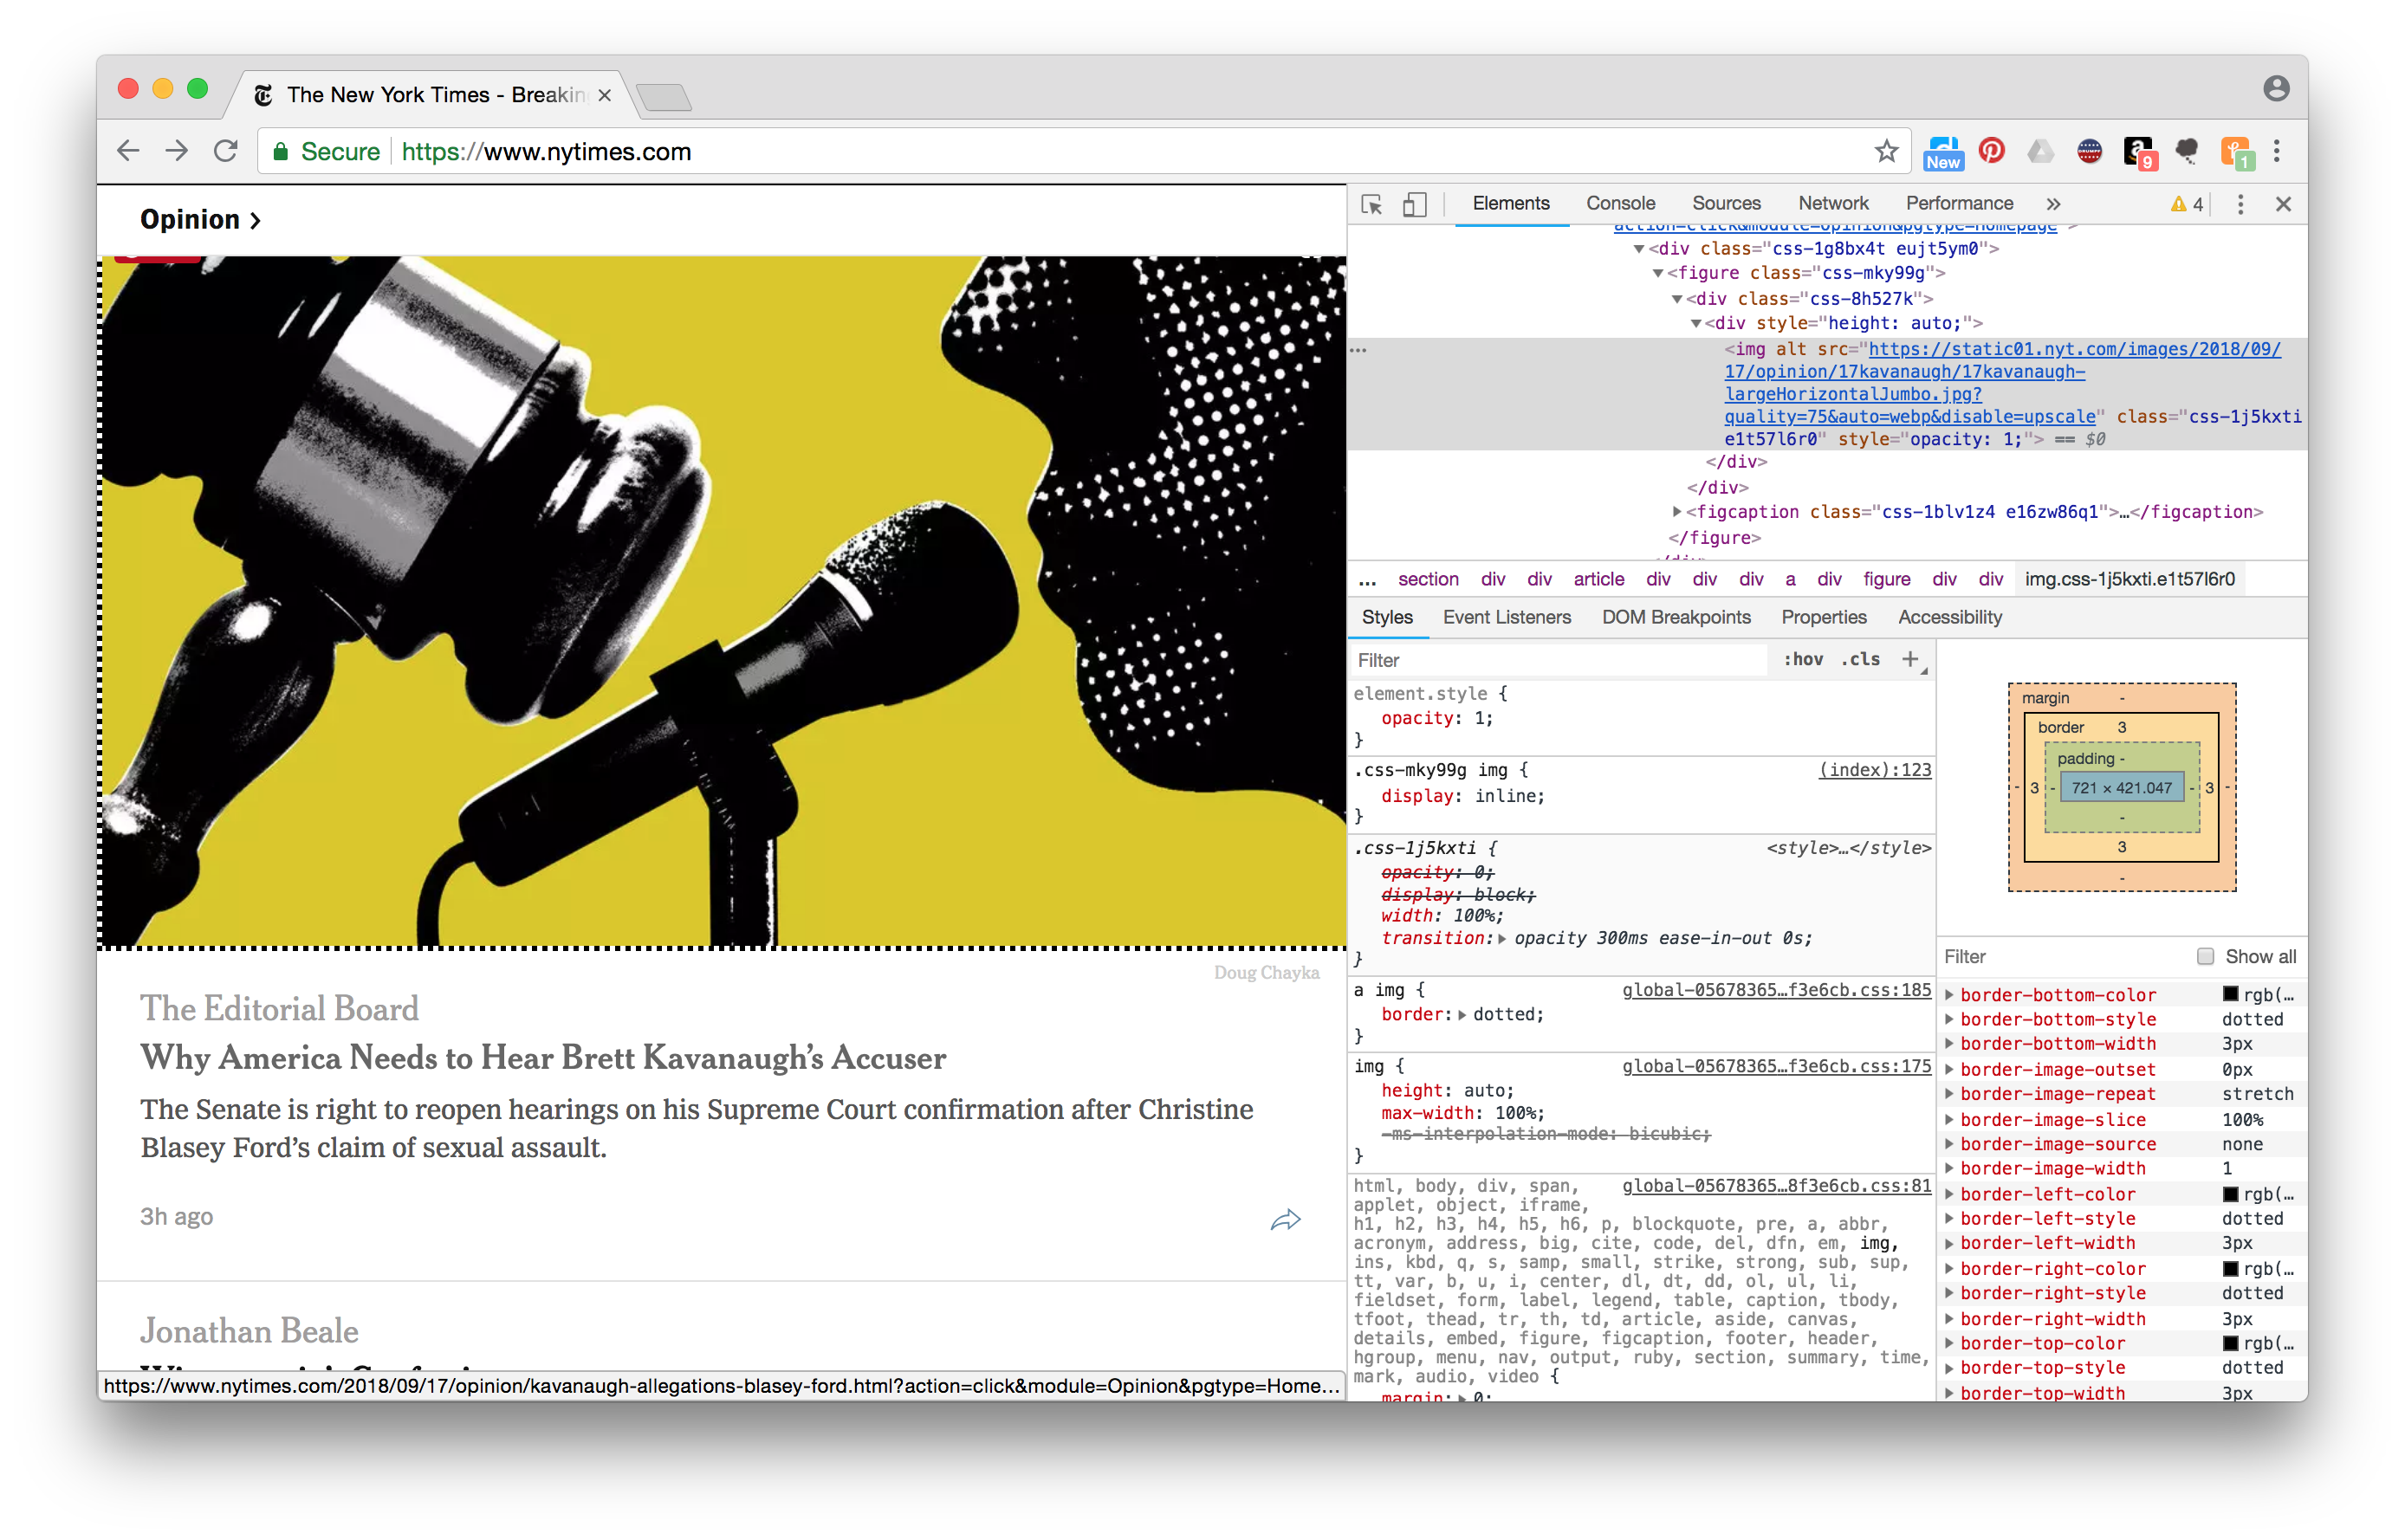 The New York Times - Breakin
Secure https://www.nytimes.com
New
9
1
Opinion >
Doug Chayka
The Editorial Board
Why America Needs to Hear Brett Kavanaugh’s Accuser
The Senate is right to reopen hearings on his Supreme Court confirmation after Christine
Blasey Ford’s claim of sexual assault.
3h ago
Jonathan Beale
https://www.nytimes.com/2018/09/17/opinion/kavanaugh-allegations-blasey-ford.html?action=click&module=Opinion&pgtype=Home...
Elements Console Sources Network Performance » 4
action=click&module=Opinion&pgtype=Homepage">
<div class="css-1g8bx4t eujt5ym0">
<figure class="css-mky99g">
<div class="css-8h527k">
<div style="height: auto;">
<img alt src="https://static01.nyt.com/images/2018/09/
17/opinion/17kavanaugh/17kavanaugh-
largeHorizontalJumbo.jpg?
quality=75&auto=webp&disable=upscale" class="css-1j5kxti
e1t57l6r0" style="opacity: 1;"> == $0
</div>
</div>
<figcaption class="css-1blv1z4 e16zw86q1">…</figcaption>
</figure>
</div>
... section div div article div div div a div figure div div img.css-1j5kxti.e1t57l6r0
Styles Event Listeners DOM Breakpoints Properties Accessibility
Filter :hov .cls +
element.style {
opacity: 1;
}
.css-mky99g img { (index):123
display: inline;
}
.css-1j5kxti { <style>…</style>
opacity: 0;
display: block;
width: 100%;
transition: opacity 300ms ease-in-out 0s;
}
a img { global-05678365…f3e6cb.css:185
border: dotted;
}
img { global-05678365…f3e6cb.css:175
height: auto;
max-width: 100%;
-ms-interpolation-mode: bicubic;
}
html, body, div, span, global-05678365…8f3e6cb.css:81
applet, object, iframe,
h1, h2, h3, h4, h5, h6, p, blockquote, pre, a, abbr,
acronym, address, big, cite, code, del, dfn, em, img,
ins, kbd, q, s, samp, small, strike, strong, sub, sup,
tt, var, b, u, i, center, dl, dt, dd, ol, ul, li,
fieldset, form, label, legend, table, caption, tbody,
tfoot, thead, tr, th, td, article, aside, canvas,
details, embed, figure, figcaption, footer, header,
hgroup, menu, nav, output, ruby, section, summary, time,
mark, audio, video {
margin: 0;
margin -
border 3
padding -
- 3 - 721 × 421.047 - 3 -
-
3
-
Filter Show all
border-bottom-color rgb(…
border-bottom-style dotted
border-bottom-width 3px
border-image-outset 0px
border-image-repeat stretch
border-image-slice 100%
border-image-source none
border-image-width 1
border-left-color rgb(…
border-left-style dotted
border-left-width 3px
border-right-color rgb(…
border-right-style dotted
border-right-width 3px
border-top-color rgb(…
border-top-style dotted
border-top-width 3px